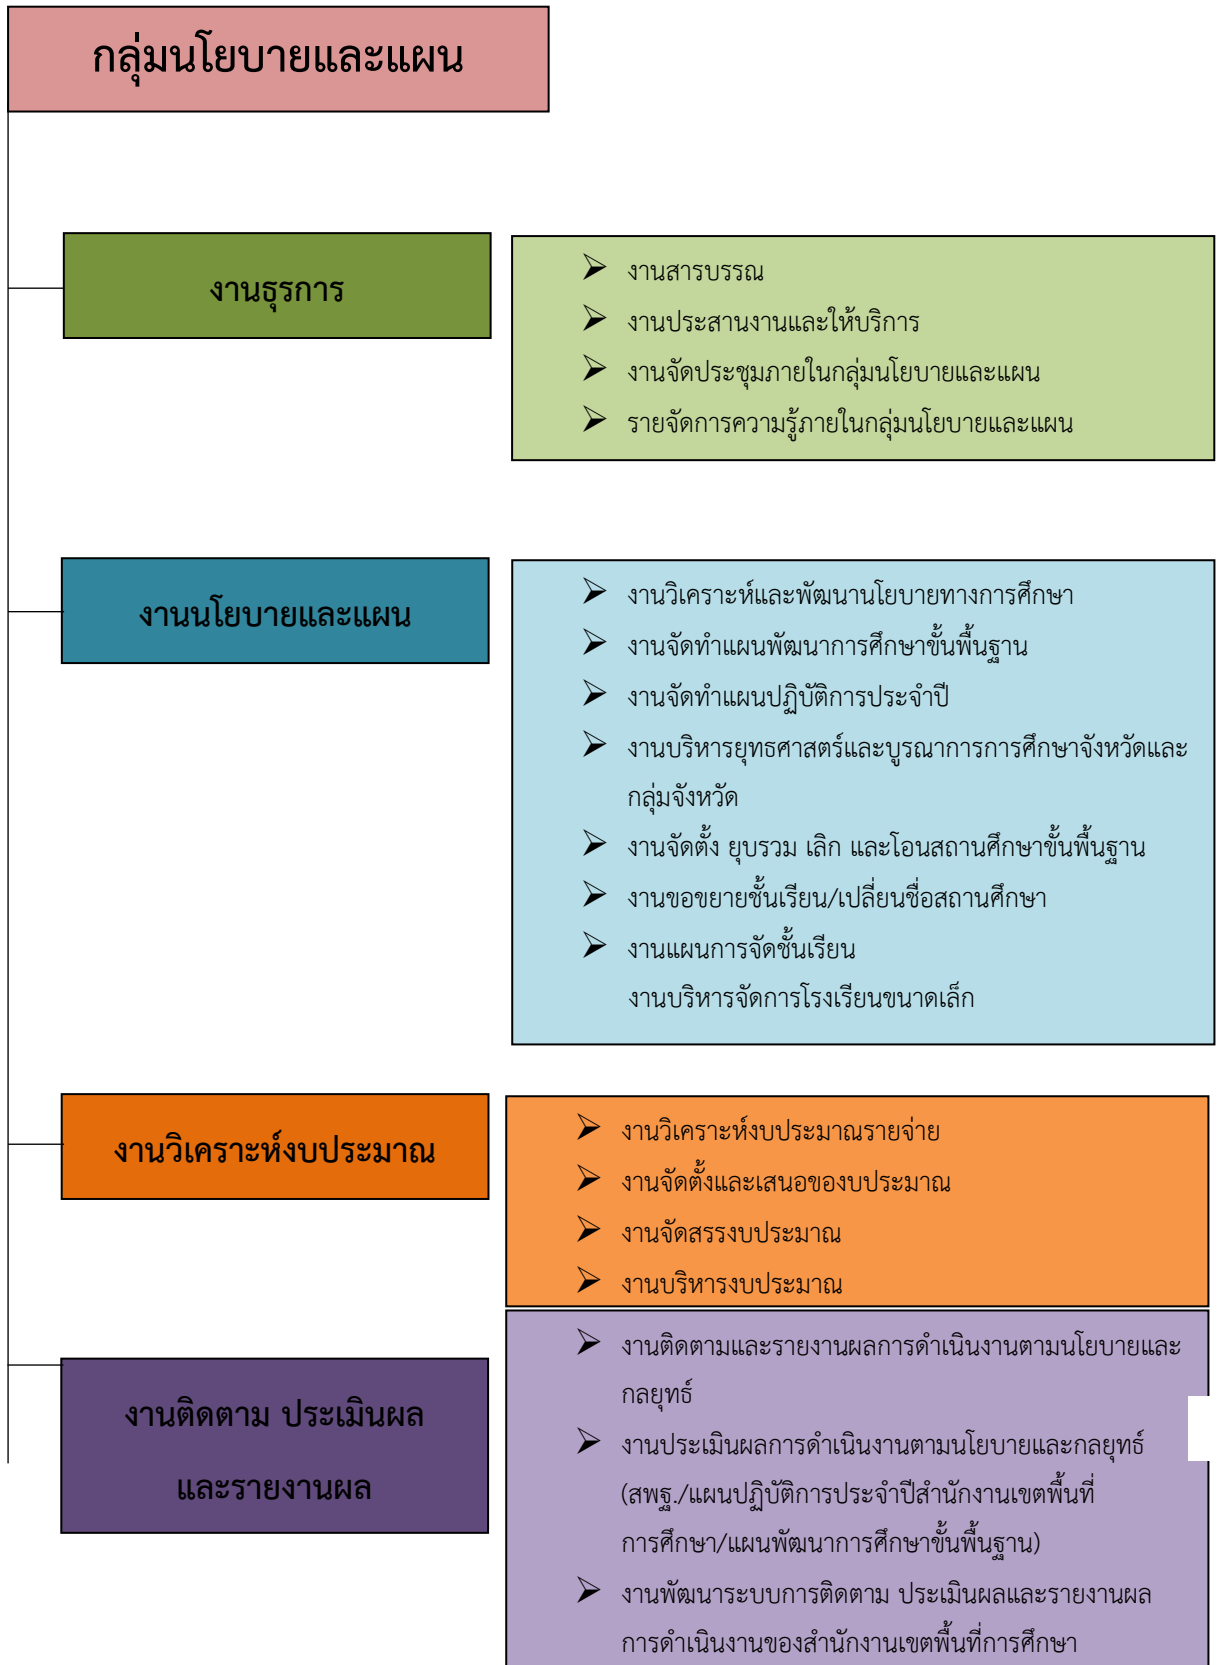 กลุ่มนโยบายและแผน
งานธุรการ
➢ งานสารบรรณ
➢ งานประสานงานและให้บริการ
➢ งานจัดประชุมภายในกลุ่มนโยบายและแผน
➢ รายจัดการความรู้ภายในกลุ่มนโยบายและแผน
งานนโยบายและแผน
➢ งานวิเคราะห์และพัฒนานโยบายทางการศึกษา
➢ งานจัดทำแผนพัฒนาการศึกษาขั้นพื้นฐาน
➢ งานจัดทำแผนปฏิบัติการประจำปี
➢ งานบริหารยุทธศาสตร์และบูรณาการการศึกษาจังหวัดและ
กลุ่มจังหวัด
➢ งานจัดตั้ง ยุบรวม เลิก และโอนสถานศึกษาขั้นพื้นฐาน
➢ งานขอขยายชั้นเรียน/เปลี่ยนชื่อสถานศึกษา
➢ งานแผนการจัดชั้นเรียน
งานบริหารจัดการโรงเรียนขนาดเล็ก
งานวิเคราะห์งบประมาณ
➢ งานวิเคราะห์งบประมาณรายจ่าย
➢ งานจัดตั้งและเสนอของบประมาณ
➢ งานจัดสรรงบประมาณ
➢ งานบริหารงบประมาณ
งานติดตาม ประเมินผล
และรายงานผล
➢ งานติดตามและรายงานผลการดำเนินงานตามนโยบายและ
กลยุทธ์
➢ งานประเมินผลการดำเนินงานตามนโยบายและกลยุทธ์
(สพฐ./แผนปฏิบัติการประจำปีสำนักงานเขตพื้นที่
การศึกษา/แผนพัฒนาการศึกษาขั้นพื้นฐาน)
➢ งานพัฒนาระบบการติดตาม ประเมินผลและรายงานผล
การดำเนินงานของสำนักงานเขตพื้นที่การศึกษา